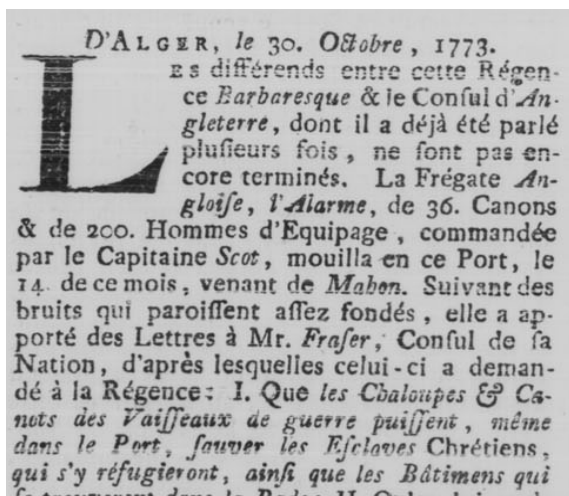 D'ALGER, le 30. Octobre, 1773.
LES différends entre cette Régen-
ce Barbaresque & le Consul d'An-
gleterre, dont il a déjà été parlé
plusieurs fois, ne sont pas en-
core terminés. La Frégate An-
gloise, l'Alarme, de 36. Canons
& de 200. Hommes d'Equipage, commandée
par le Capitaine Scot, mouilla en ce Port, le
14 de ce mois, venant de Mahon. Suivant des
bruits qui paroissent assez fondés, elle a ap-
porté des Lettres à Mr. Fraser, Consul de sa
Nation, d'après lesquelles celui-ci a deman-
dé à la Régence: I. Que les Chaloupes & Ca-
nots des Vaisseaux de guerre puissent, même
dans le Port, sauver les Esclaves Chrétiens,
qui s'y réfugieront, ainsi que les Bâtimens qui